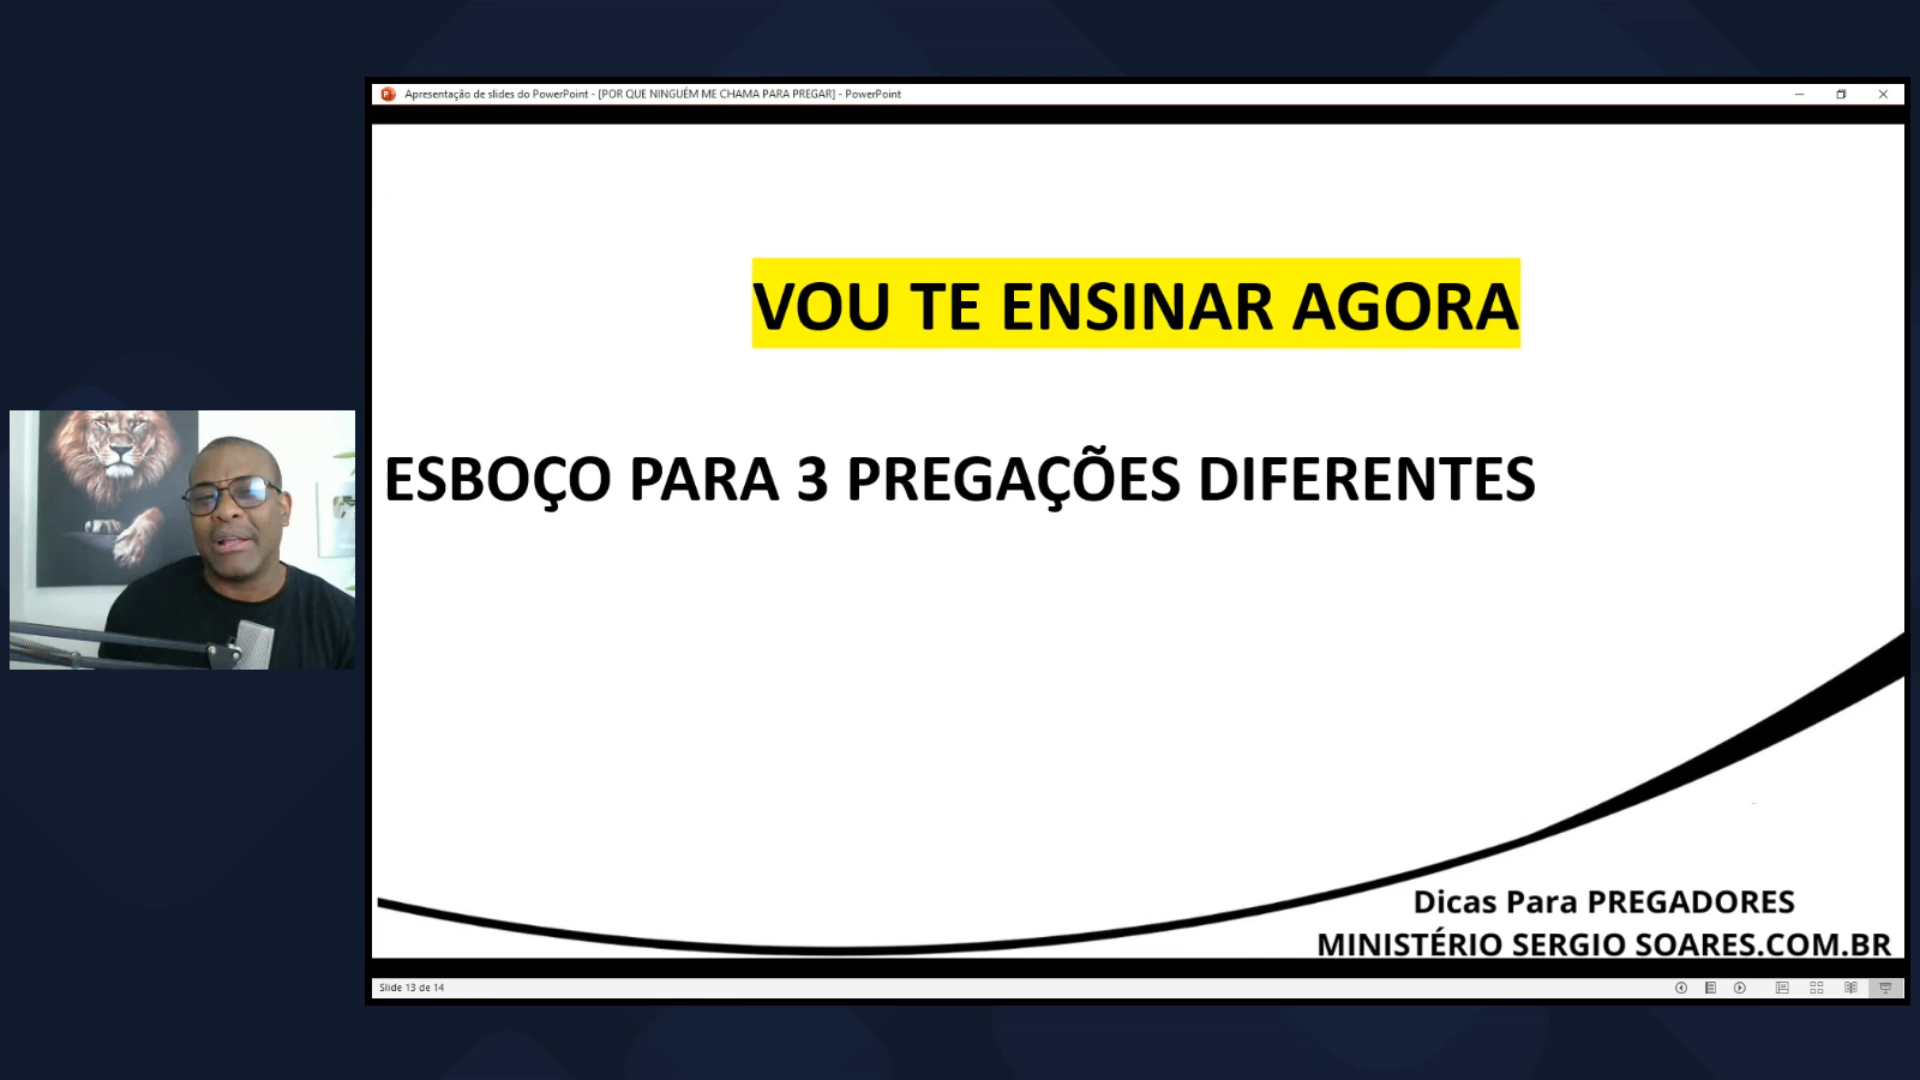 Apresentação de slides do PowerPoint - [POR QUE NINGUÉM ME CHAMA PARA PREGAR] - PowerPoint
VOU TE ENSINAR AGORA
ESBOÇO PARA 3 PREGAÇÕES DIFERENTES
Dicas Para PREGADORES
MINISTÉRIO SERGIO SOARES.COM.BR
Slide 13 de 14